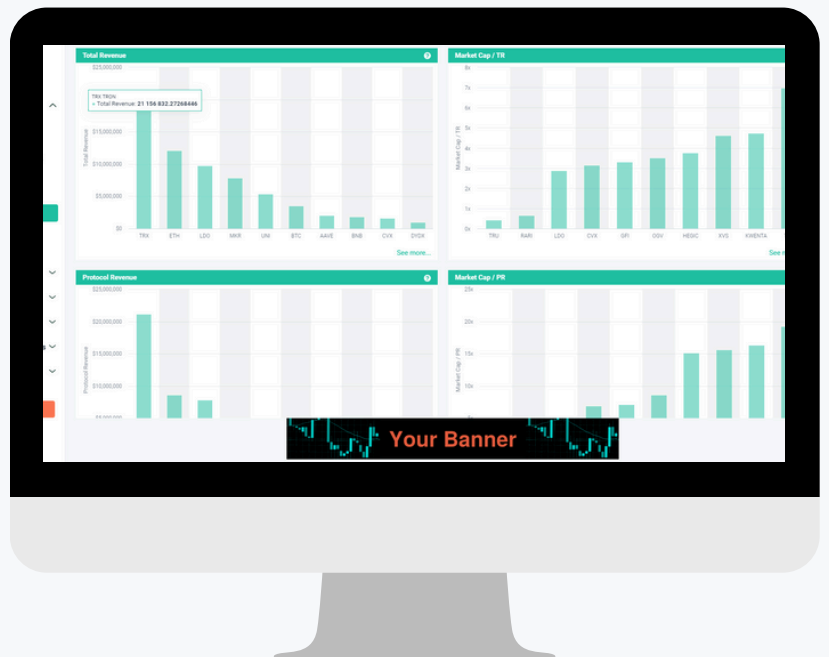 Total Revenue
?
$25,000,000
TRX TRON
Total Revenue: 21 156 832.27268446
$15,000,000
$10,000,000
$5,000,000
$0
Total Revenue
TRX ETH LDO MKR UNI BTC AAVE BNB CVX DYDX
See more...
Market Cap / TR
8x
7x
6x
5x
4x
3x
2x
1x
0x
Market Cap / TR
TRU RARI LDO CVX GFI OGV HEGIC XVS KWENTA
See
Protocol Revenue
?
$25,000,000
$20,000,000
$15,000,000
$10,000,000
Protocol Revenue
Market Cap / PR
25x
20x
15x
10x
Market Cap / PR
Your Banner